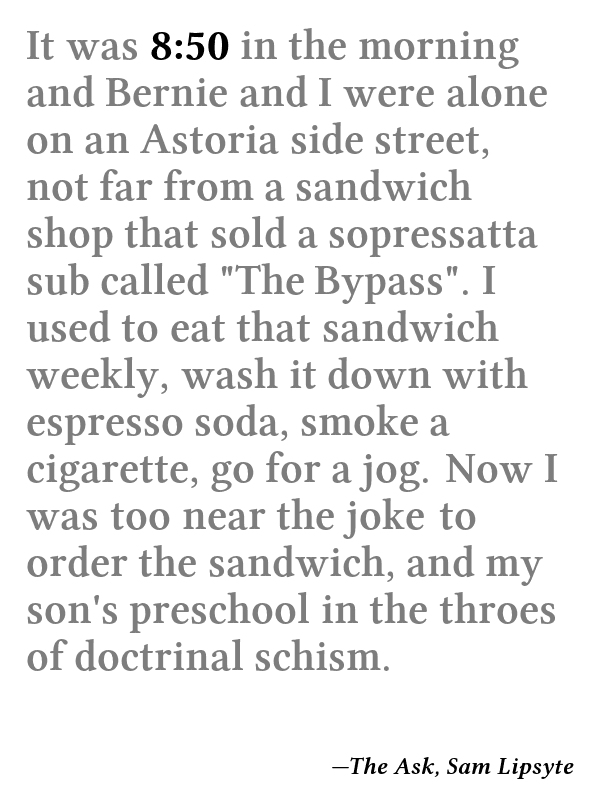 It was 8:50 in the morning
and Bernie and I were alone
on an Astoria side street,
not far from a sandwich
shop that sold a sopressatta
sub called "The Bypass". I
used to eat that sandwich
weekly, wash it down with
espresso soda, smoke a
cigarette, go for a jog. Now I
was too near the joke to
order the sandwich, and my
son's preschool in the throes
of doctrinal schism.
—The Ask, Sam Lipsyte